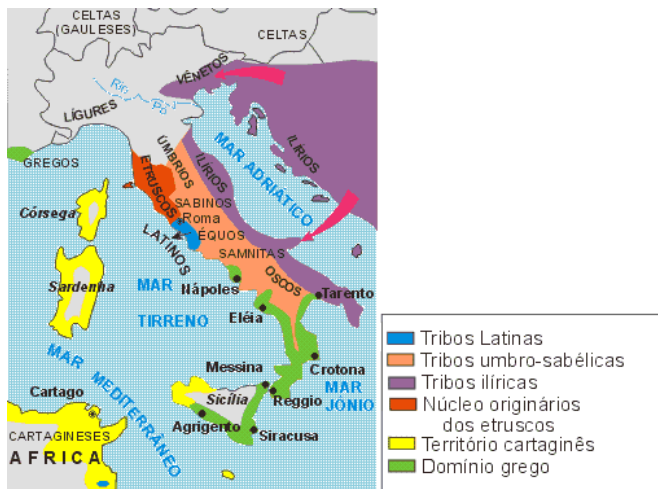 CELTAS
(GAULESES)
CELTAS
VÊNETOS
Rio
Pó
LÍGURES
GREGOS
ÚMBRIOS
ILÍRIOS
ILÍRIOS
MAR ADRIÁTICO
ETRUSCOS
SABINOS
Roma
ÉQUOS
LATINOS
SAMNITAS
OSCOS
Córsega
Sardenha
MAR
TIRRENO
Nápoles
Eléia
Tarento
MAR MEDITERRÂNEO
Messina
Crotona
MAR
JÔNIO
Reggio
Sicília
Cartago
Agrigento
Siracusa
CARTAGINESES
AFRICA
Tribos Latinas
Tribos umbro-sabélicas
Tribos ilíricas
Núcleo originários
dos etruscos
Território cartaginês
Domínio grego